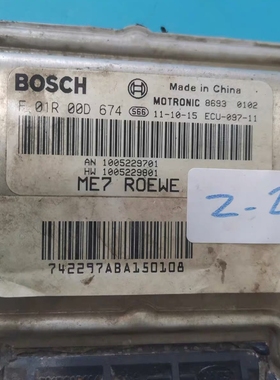 BOSCH
Made in China
MOTRONIC 8693 0102
F 01R 00D 674 S66 11-10-15 ECU-097-11
AN 1005229701
HW 1005229801
ME7 ROEWE
742297ABA150108